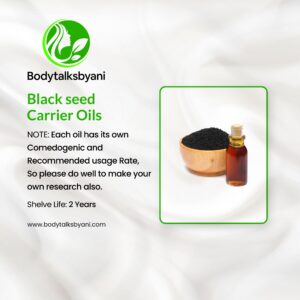 Bodytalksbyani
Black seed
Carrier Oils
NOTE: Each oil has its own
Comedogenic and
Recommended usage Rate,
So please do well to make your
own research also.
Shelve Life: 2 Years
www.bodytalksbyani.com